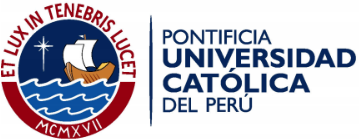 ET LUX IN TENEBRIS LUCET
MCMXVII
PONTIFICIA
UNIVERSIDAD
CATÓLICA
DEL PERÚ